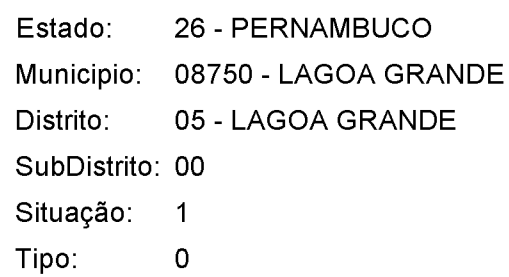 Estado: 26 - PERNAMBUCO
Municipio: 08750 - LAGOA GRANDE
Distrito: 05 - LAGOA GRANDE
SubDistrito: 00
Situação: 1
Tipo: 0